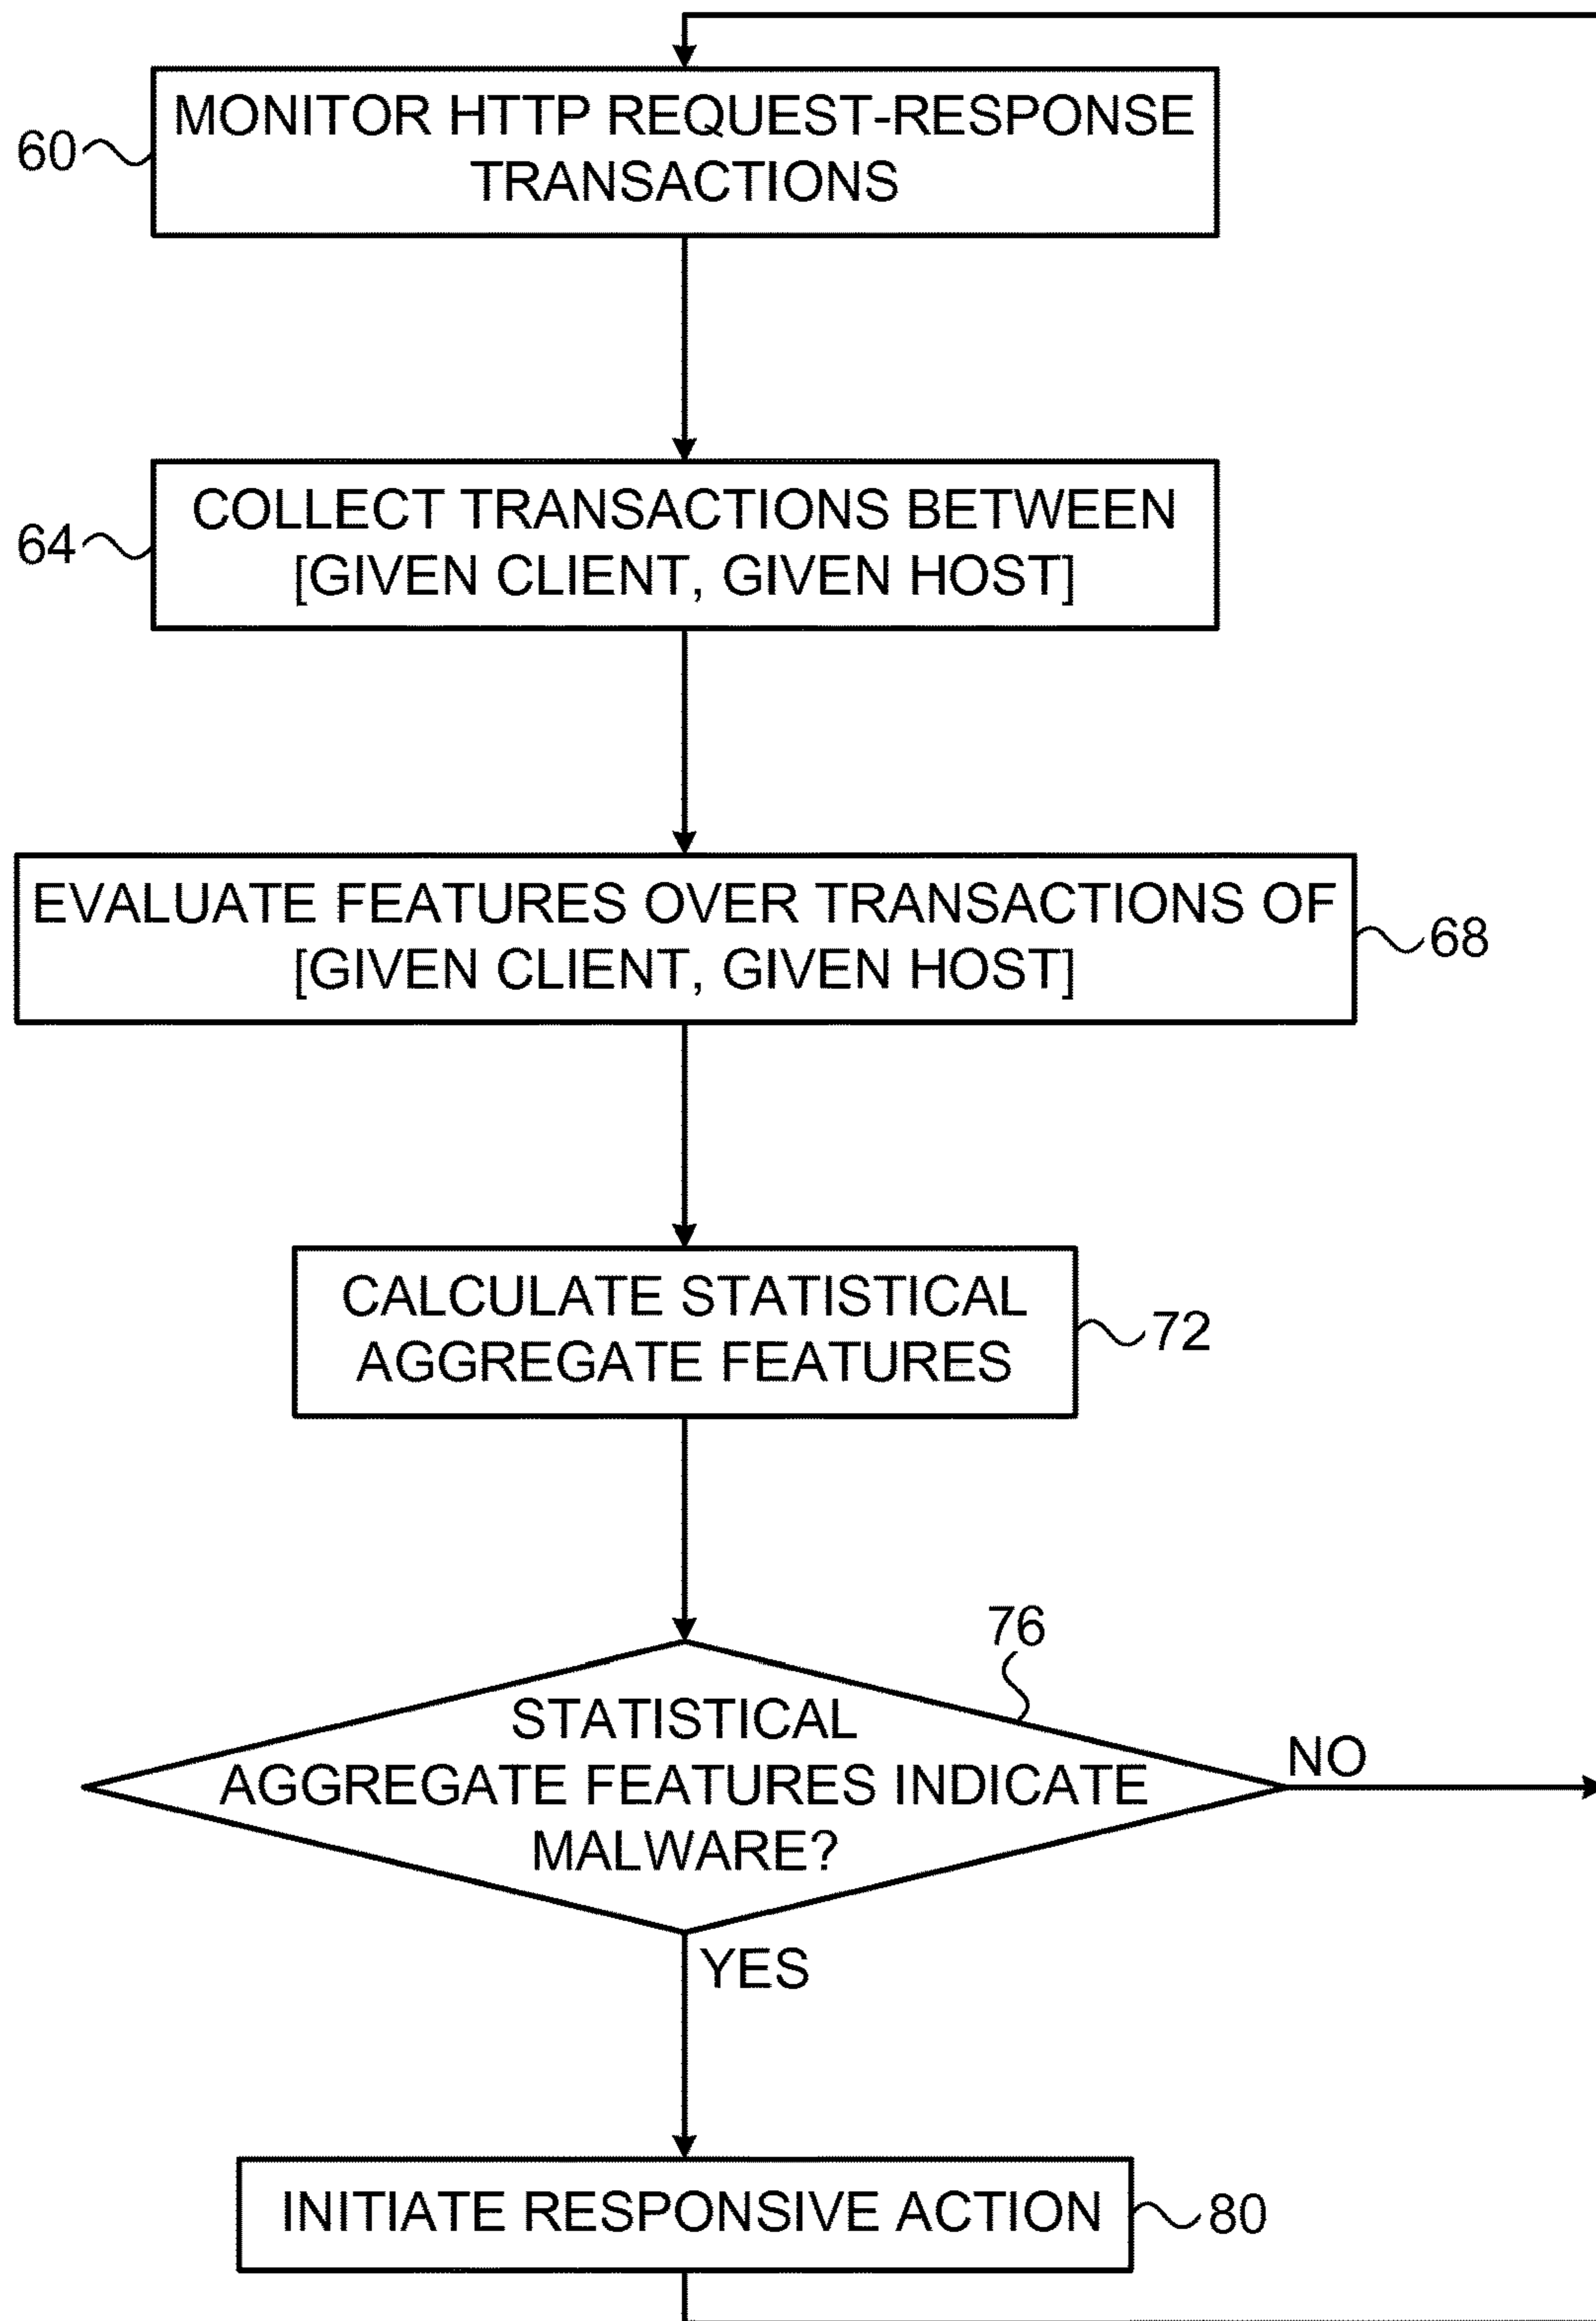 MONITOR HTTP REQUEST-RESPONSE
TRANSACTIONS
60
COLLECT TRANSACTIONS BETWEEN
[GIVEN CLIENT, GIVEN HOST]
64
EVALUATE FEATURES OVER TRANSACTIONS OF
[GIVEN CLIENT, GIVEN HOST]
68
CALCULATE STATISTICAL
AGGREGATE FEATURES
72
76
STATISTICAL
AGGREGATE FEATURES INDICATE
MALWARE?
NO
YES
INITIATE RESPONSIVE ACTION
80